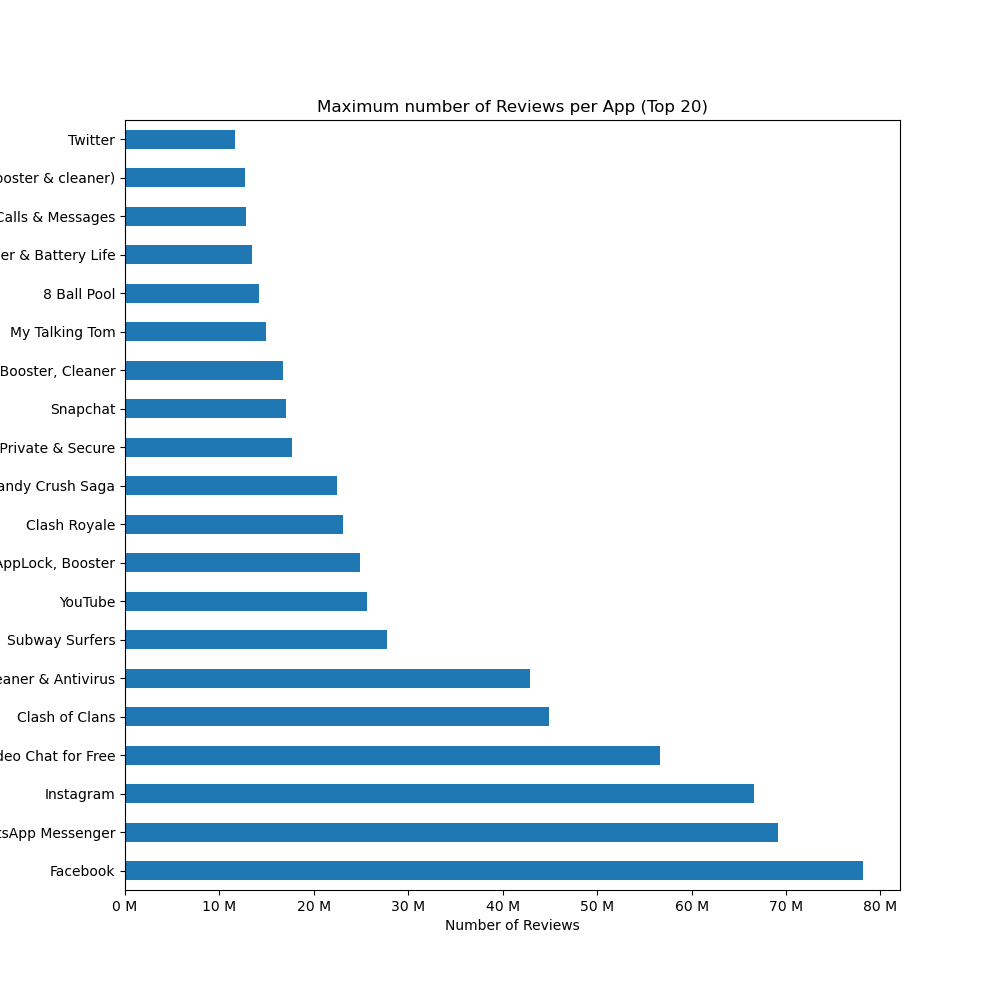 Maximum number of Reviews per App (Top 20)
Twitter
ooster & cleaner)
Calls & Messages
er & Battery Life
8 Ball Pool
My Talking Tom
Booster, Cleaner
Snapchat
Private & Secure
andy Crush Saga
Clash Royale
AppLock, Booster
YouTube
Subway Surfers
eaner & Antivirus
Clash of Clans
deo Chat for Free
Instagram
tsApp Messenger
Facebook
0 M 10 M 20 M 30 M 40 M 50 M 60 M 70 M 80 M
Number of Reviews